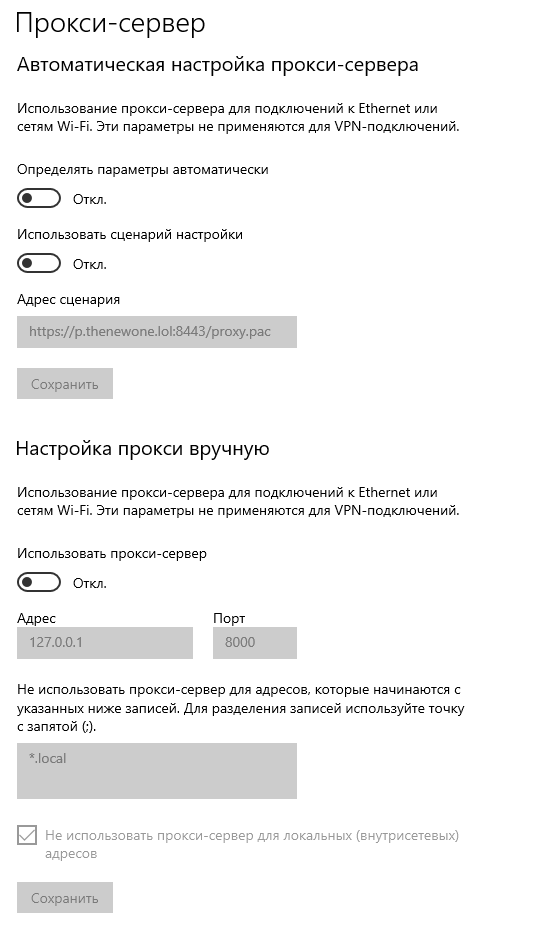 Прокси-сервер
Автоматическая настройка прокси-сервера
Использование прокси-сервера для подключений к Ethernet или
сетям Wi-Fi. Эти параметры не применяются для VPN-подключений.
Определять параметры автоматически
Откл.
Использовать сценарий настройки
Откл.
Адрес сценария
https://p.thenewone.lol:8443/proxy.pac
Сохранить
Настройка прокси вручную
Использование прокси-сервера для подключений к Ethernet или
сетям Wi-Fi. Эти параметры не применяются для VPN-подключений.
Использовать прокси-сервер
Откл.
Адрес Порт
127.0.0.1 8000
Не использовать прокси-сервер для адресов, которые начинаются с
указанных ниже записей. Для разделения записей используйте точку
с запятой (;).
*.local
Не использовать прокси-сервер для локальных (внутрисетевых)
адресов
Сохранить